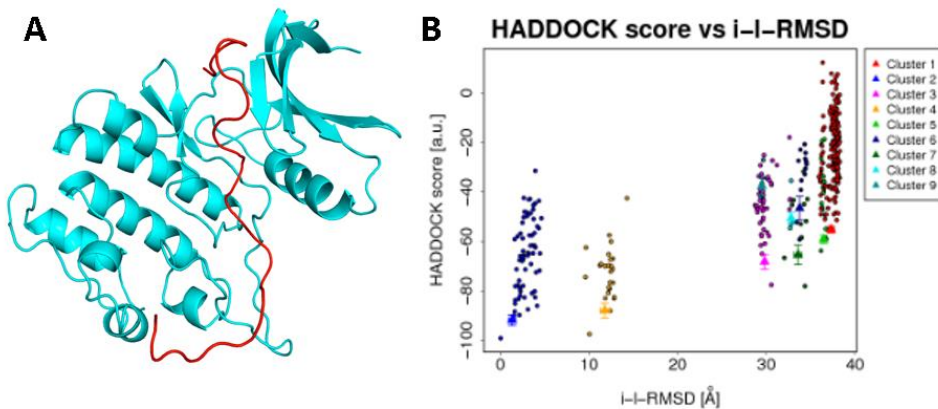 A
B
HADDOCK score vs i-l-RMSD
HADDOCK score [a.u.]
0
-20
-40
-60
-80
-100
0
10
20
30
40
i-l-RMSD [Å]
Cluster 1
Cluster 2
Cluster 3
Cluster 4
Cluster 5
Cluster 6
Cluster 7
Cluster 8
Cluster 9